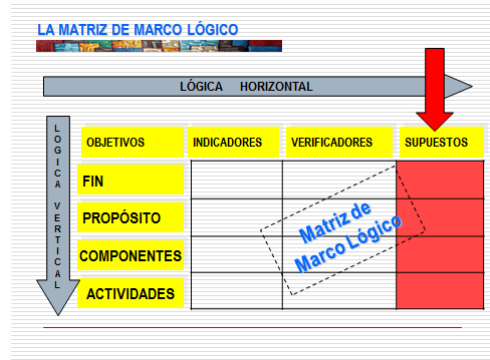 LA MATRIZ DE MARCO LÓGICO
LÓGICA HORIZONTAL
LOGICA VERTICAL
OBJETIVOS INDICADORES VERIFICADORES SUPUESTOS
FIN
PROPÓSITO
COMPONENTES
ACTIVIDADES
Matriz de
Marco Lógico